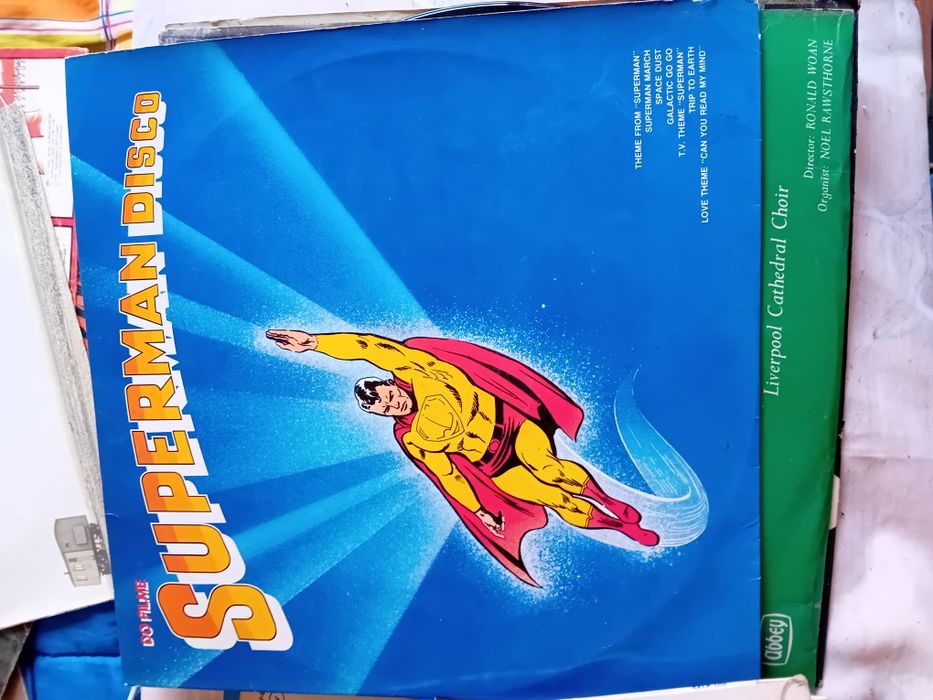 DO FILME
SUPERMAN DISCO
THEME FROM "SUPERMAN"
SUPERMAN MARCH
SPACE DUST
GALACTIC GO GO
T.V. THEME "SUPERMAN"
TRIP TO EARTH
LOVE THEME "CAN YOU READ MY MIND"
Liverpool Cathedral Choir
Director: RONALD WOAN
Organist: NOEL RAWSTHORNE
abbey